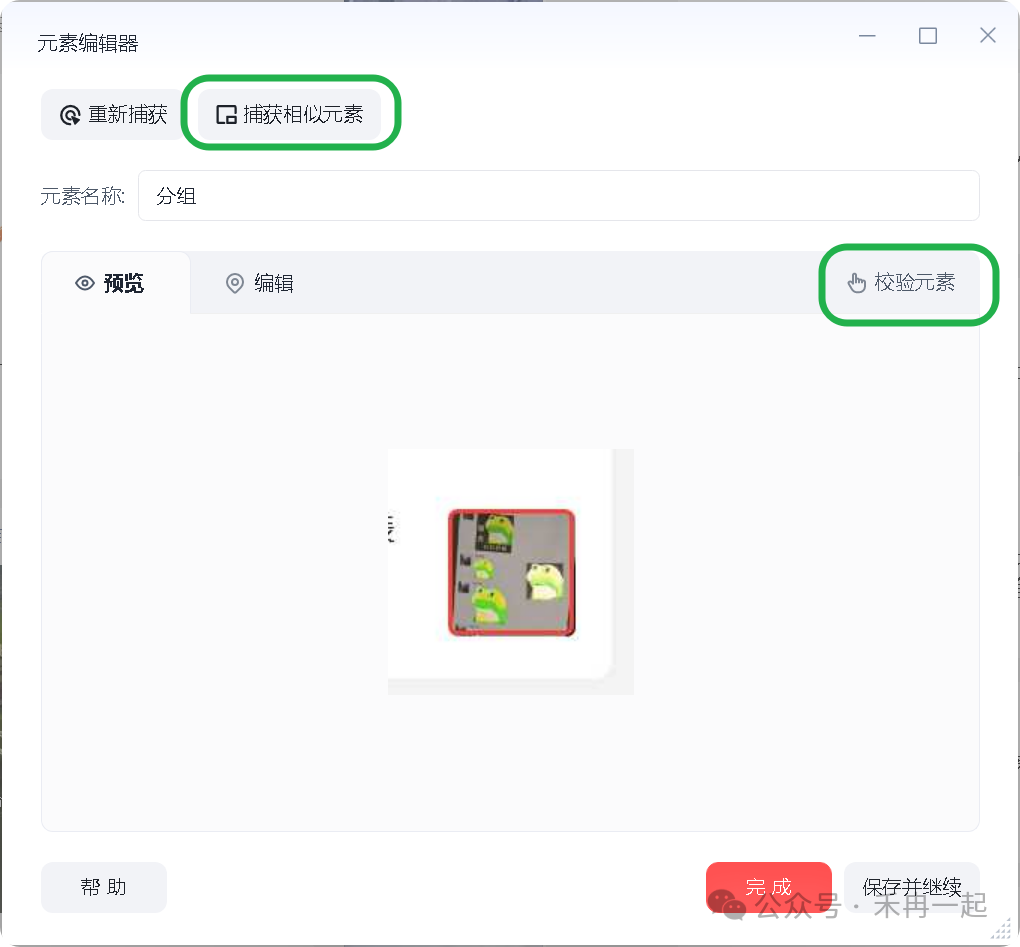 元素编辑器
重新捕获 捕获相似元素
元素名称: 分组
预览 编辑 校验元素
帮 助 完 成 保存并继续
公众号 · 禾冉一起